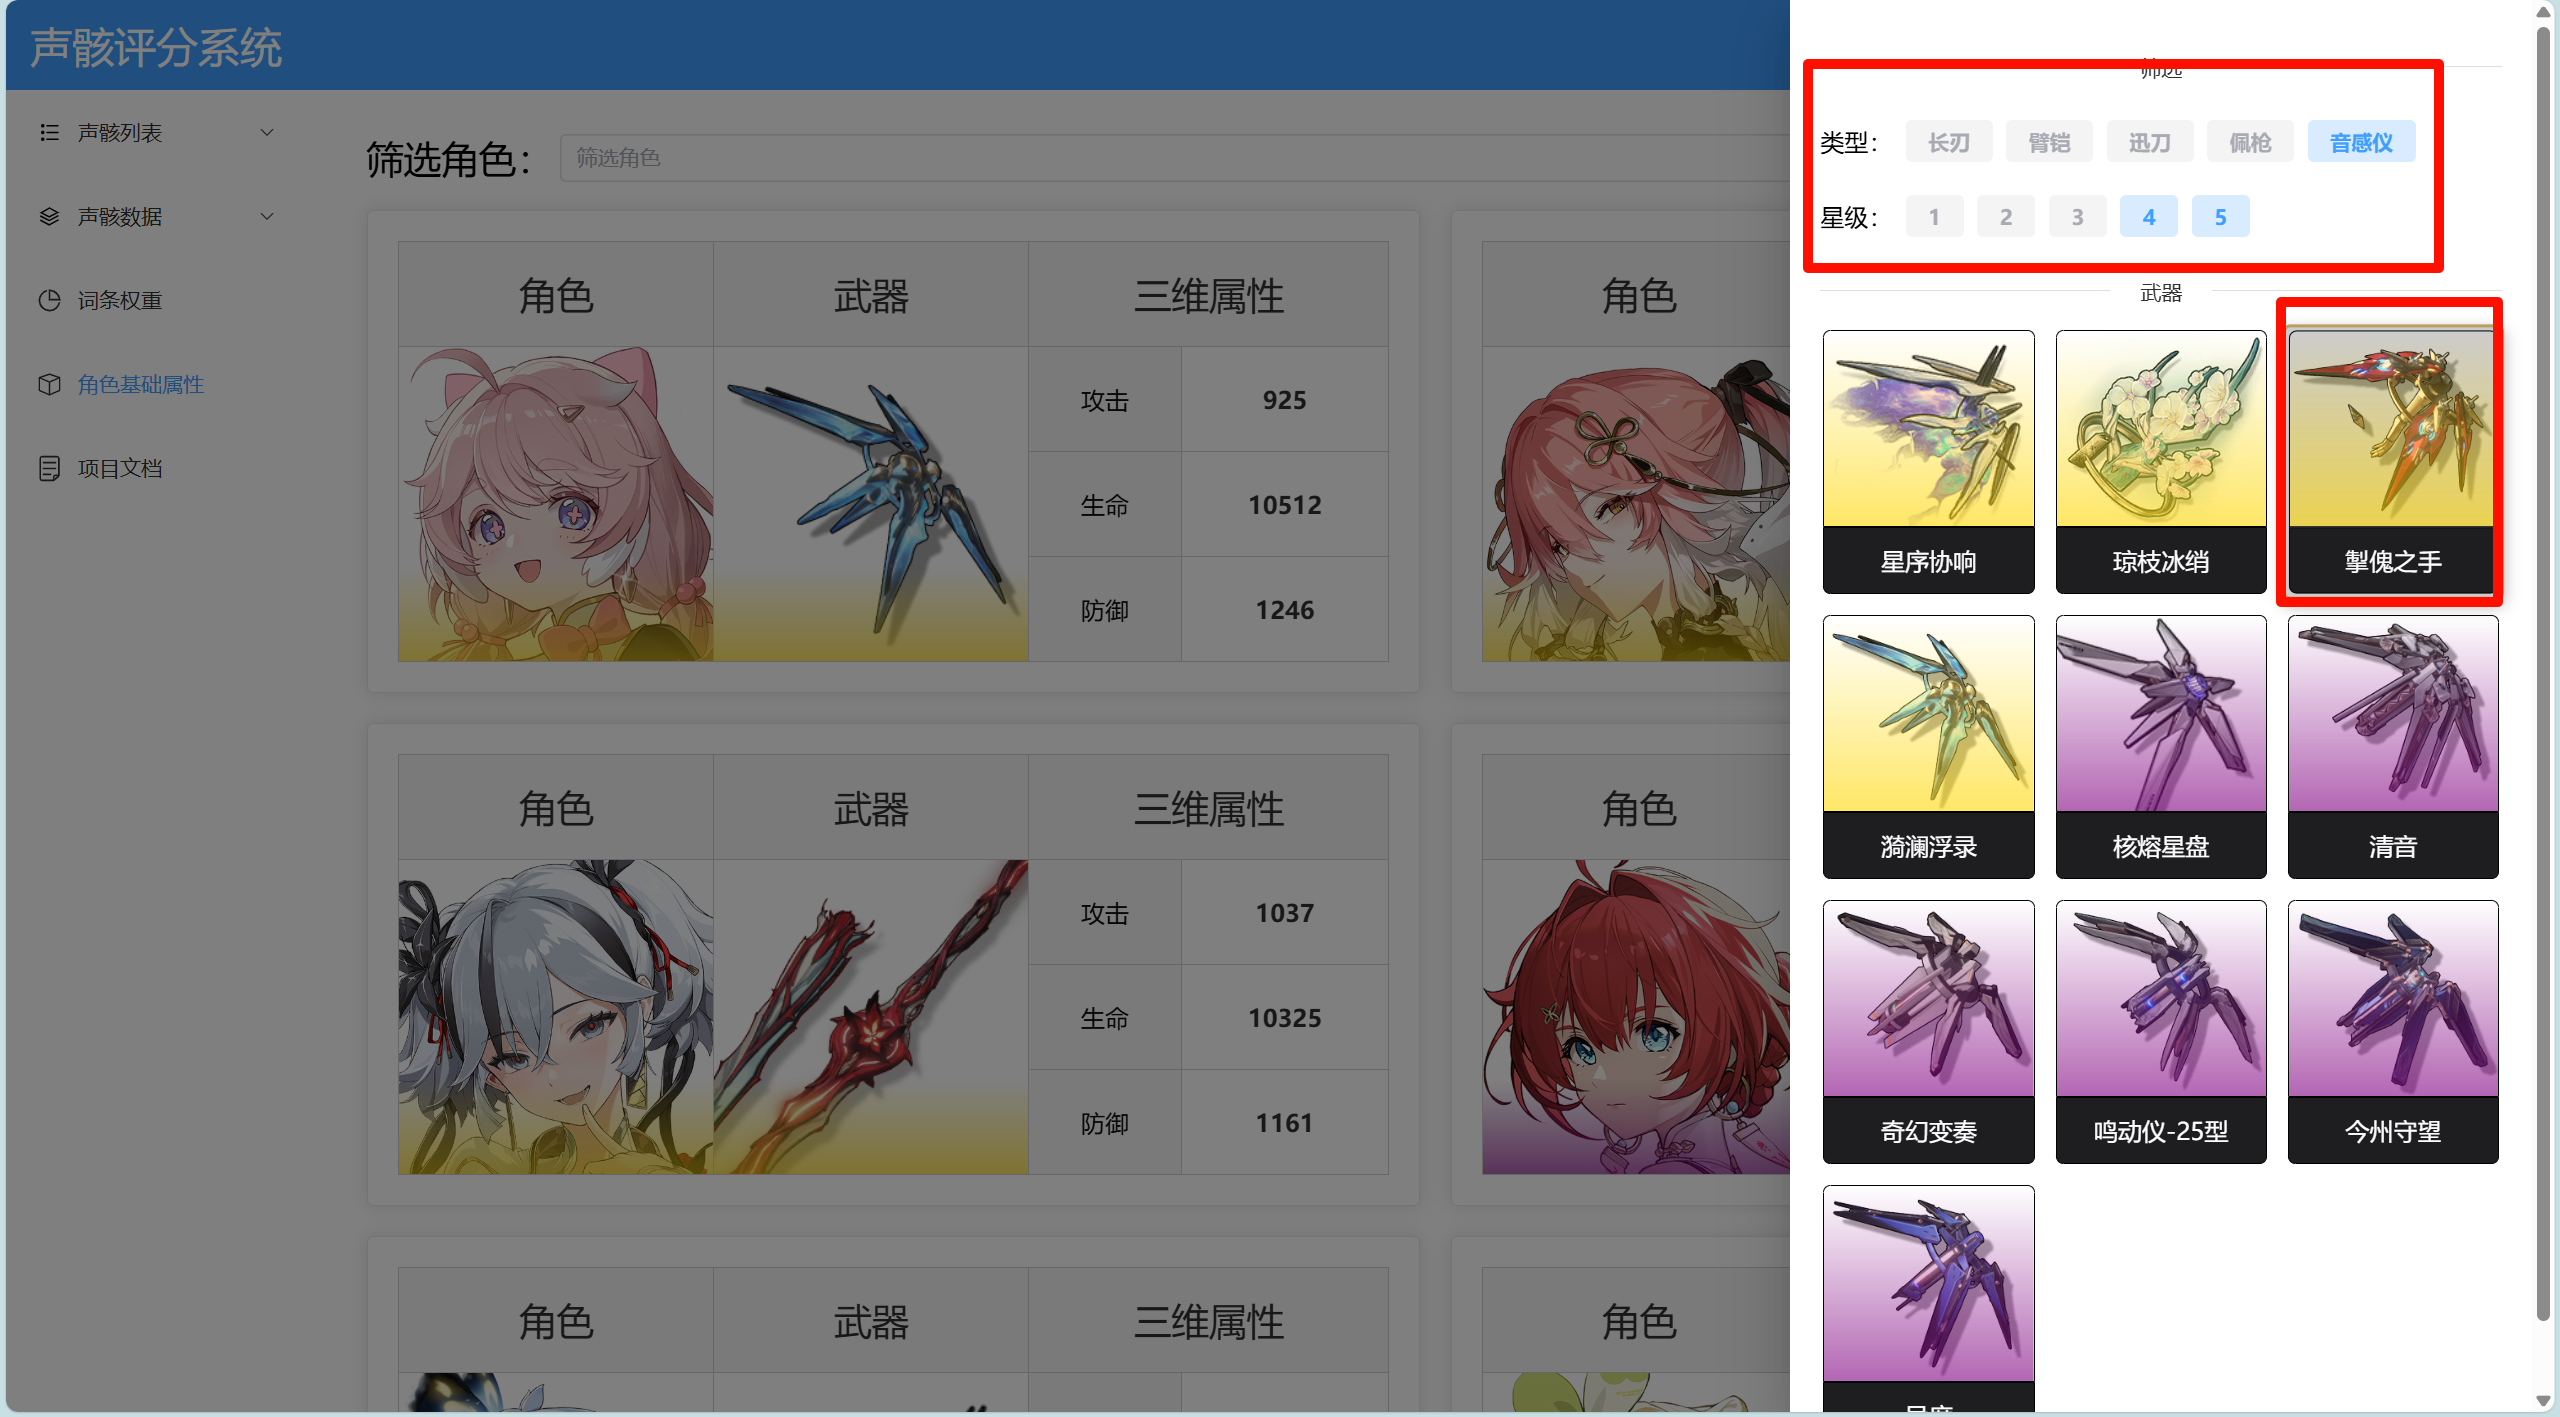 声骸评分系统
声骸列表
声骸数据
词条权重
角色基础属性
项目文档
筛选角色：
筛选角色
角色 武器 三维属性
攻击 925
生命 10512
防御 1246
角色
角色 武器 三维属性
攻击 1037
生命 10325
防御 1161
角色
角色 武器 三维属性
角色
筛选
类型： 长刃 臂铠 迅刀 佩枪 音感仪
星级： 1 2 3 4 5
武器
星序协响 琼枝冰绡 掣傀之手
漪澜浮录 核熔星盘 清音
奇幻变奏 鸣动仪-25型 今州守望